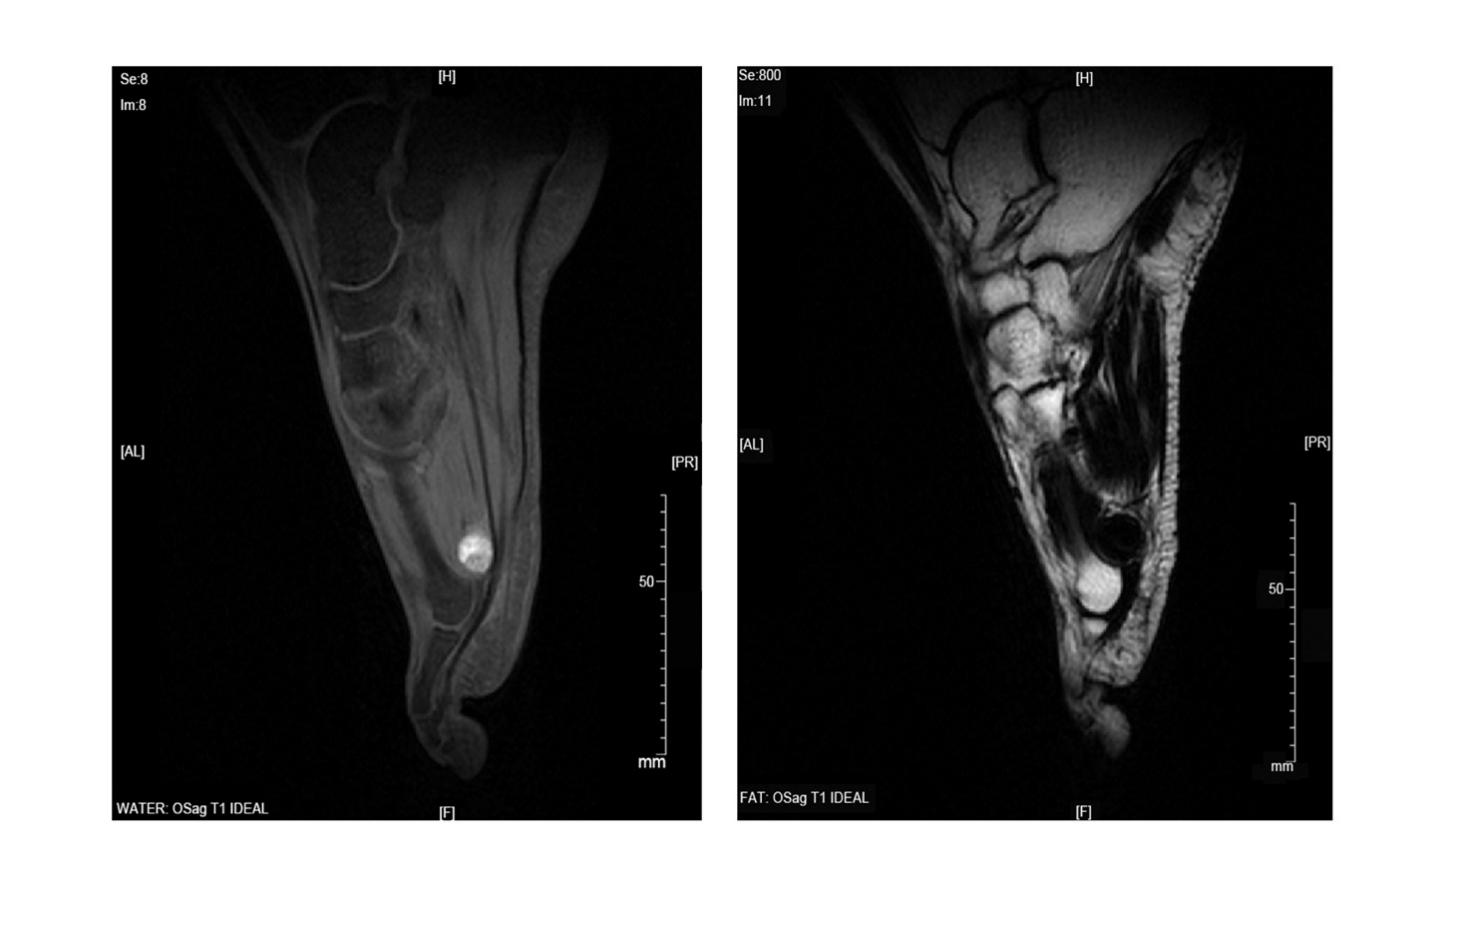 Se:8
[H]
Im:8
[AL]
[PR]
50
mm
WATER: OSag T1 IDEAL
[F]
Se:800
[H]
Im:11
[AL]
[PR]
50
mm
FAT: OSag T1 IDEAL
[F]